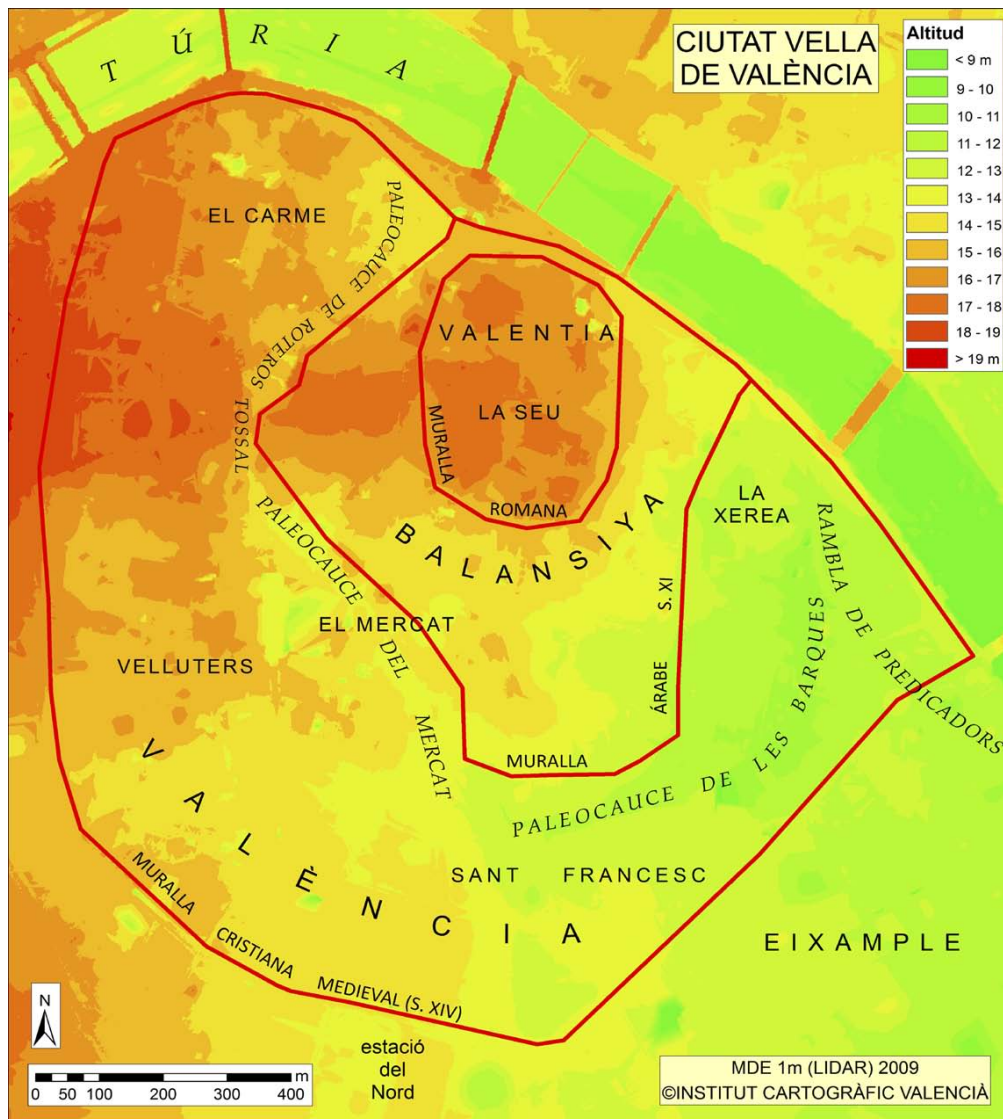 CIUTAT VELLA
DE VALÈNCIA
Altitud
< 9 m
9 - 10
10 - 11
11 - 12
12 - 13
13 - 14
14 - 15
15 - 16
16 - 17
17 - 18
18 - 19
> 19 m
TÚRIA
EL CARME
PALEOCAUCE DE ROTEROS
VALENTIA
LA SEU
MURALLA
ROMANA
TOSSAL
BALANSIYA
LA
XEREA
RAMBLA DE PREDICADORS
PALEOCAUCE DEL MERCAT
EL MERCAT
S. XI
ÁRABE
MURALLA
VELLUTERS
PALEOCAUCE DE LES BARQUES
VALÈNCIA
SANT FRANCESC
EIXAMPLE
MURALLA
CRISTIANA
MEDIEVAL (S. XIV)
estació
del
Nord
N
0 50 100 200 300 400 m
MDE 1m (LIDAR) 2009
©INSTITUT CARTOGRÀFIC VALENCIÀ